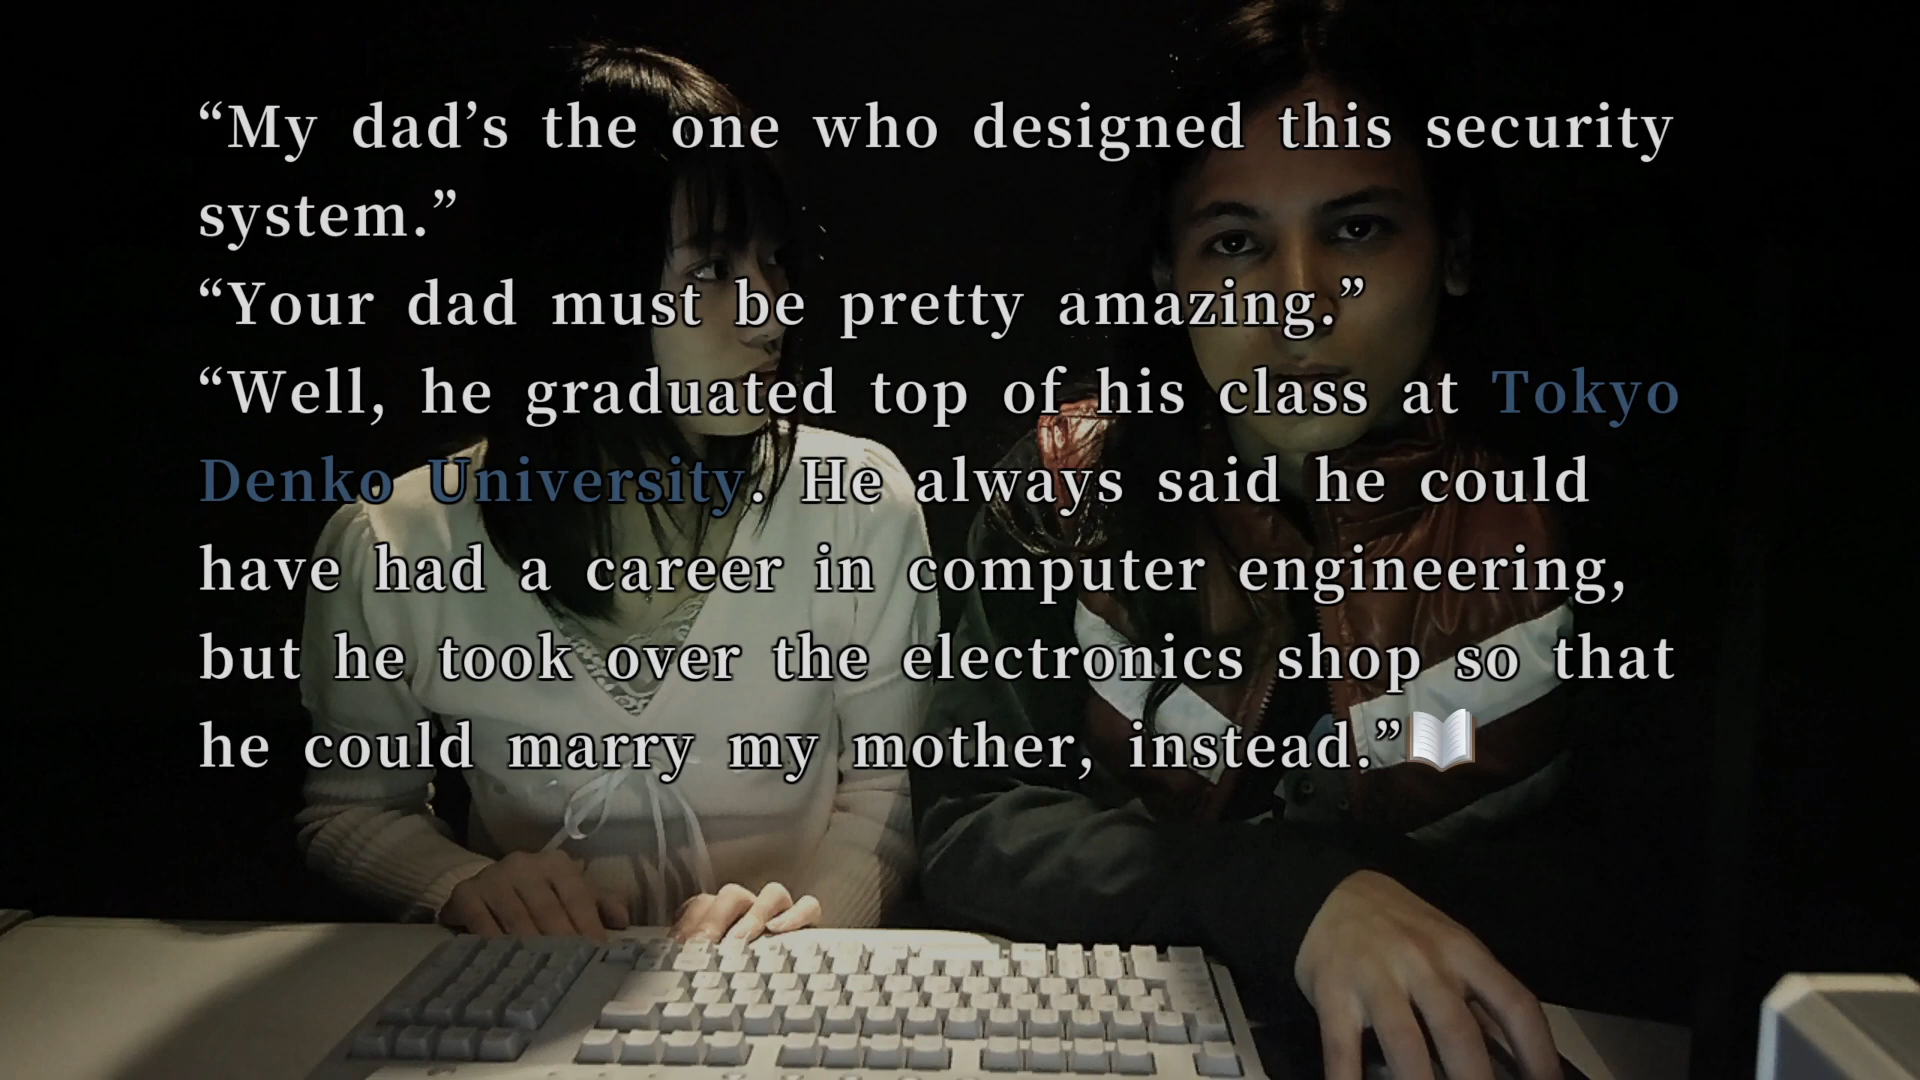 “My dad’s the one who designed this security
system.”
“Your dad must be pretty amazing.”
“Well, he graduated top of his class at Tokyo
Denko University. He always said he could
have had a career in computer engineering,
but he took over the electronics shop so that
he could marry my mother, instead.”